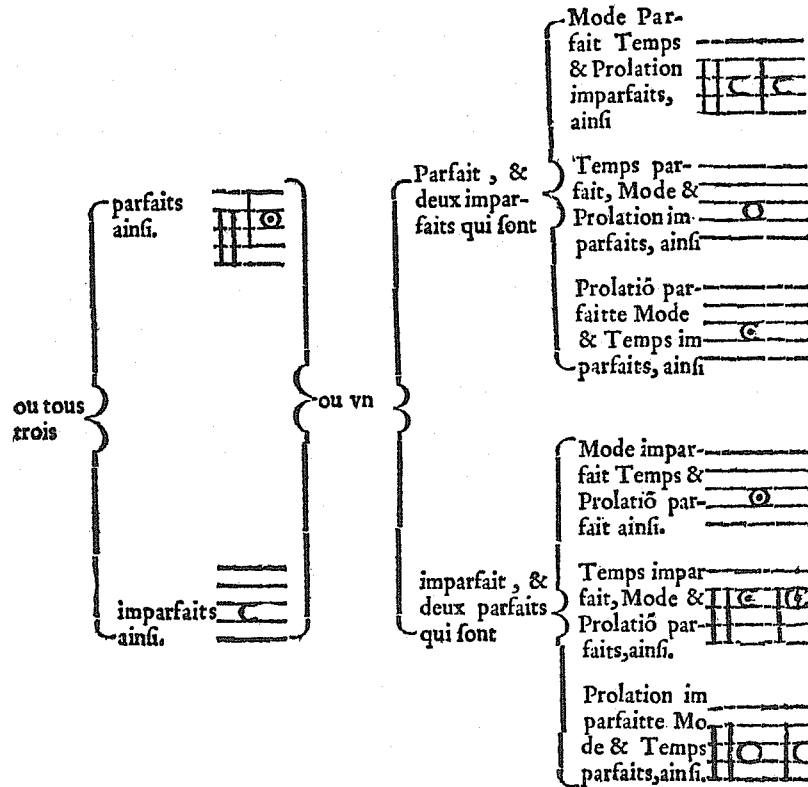 ou tous
trois
parfaits
ainſi.
imparfaits
ainſi.
ou vn
Parfait , &
deux impar-
faits qui ſont
Mode Par-
fait Temps
& Prolation
imparfaits,
ainſi
Temps par-
fait, Mode &
Prolation im-
parfaits, ainſi
Prolatiõ par-
faitte Mode
& Temps im
parfaits, ainſi
imparfait , &
deux parfaits
qui ſont
Mode impar-
fait Temps &
Prolatiõ par-
fait ainſi.
Temps impar
fait, Mode &
Prolatiõ par-
faits,ainſi.
Prolation im
parfaitte Mo
de & Temps
parfaits,ainſi.